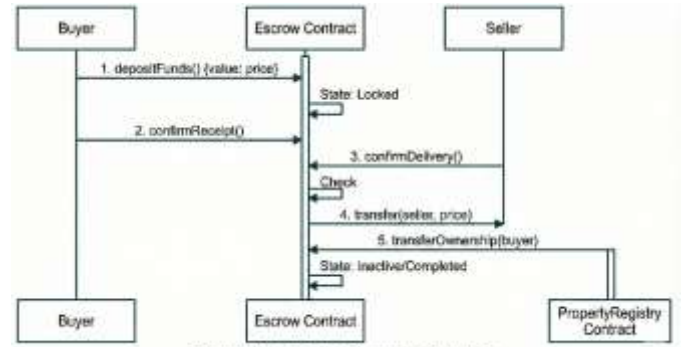 Buyer
Escrow Contract
Seller
1. depositFunds() {value: price}
State: Locked
2. confirmReceipt()
3. confirmDelivery()
Check
4. transfer(seller, price)
5. transferOwnership(buyer)
State: Inactive/Completed
Buyer
Escrow Contract
PropertyRegistry
Contract